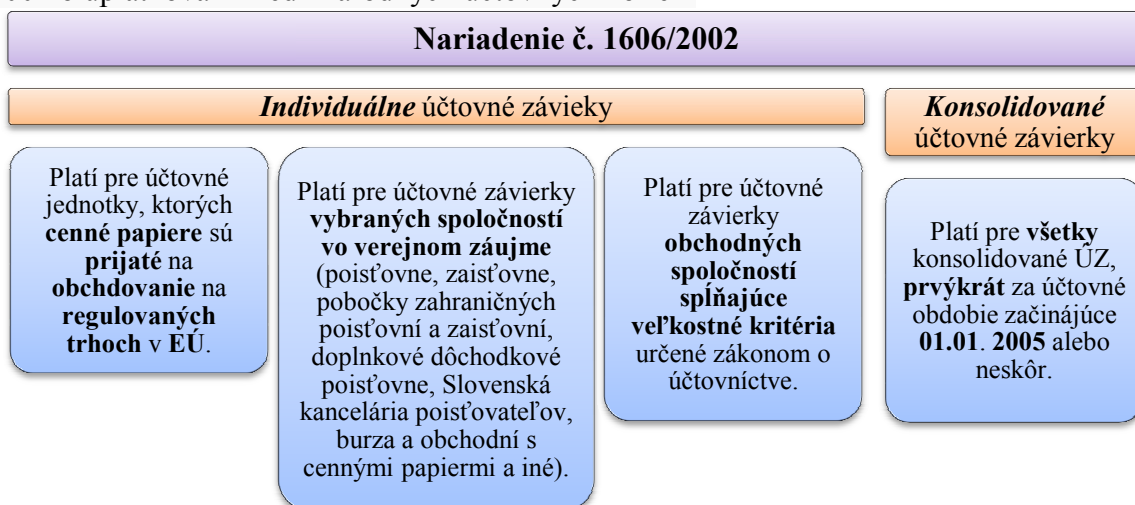 Nariadenie č. 1606/2002
Individuálne účtovné závieky
Konsolidované
účtovné závierky
Platí pre účtovné
jednotky, ktorých
cenné papiere sú
prijaté na
obchdovanie na
regulovaných
trhoch v EÚ.
Platí pre účtovné závierky
vybraných spoločností
vo verejnom záujme
(poisťovne, zaisťovne,
pobočky zahraničných
poisťovní a zaisťovní,
doplnkové dôchodkové
poisťovne, Slovenská
kancelária poisťovateľov,
burza a obchodní s
cennými papiermi a iné).
Platí pre účtovné
závierky
obchodných
spoločností
spĺňajúce
veľkostné kritéria
určené zákonom o
účtovníctve.
Platí pre všetky
konsolidované ÚZ,
prvýkrát za účtovné
obdobie začinájúce
01.01. 2005 alebo
neskôr.